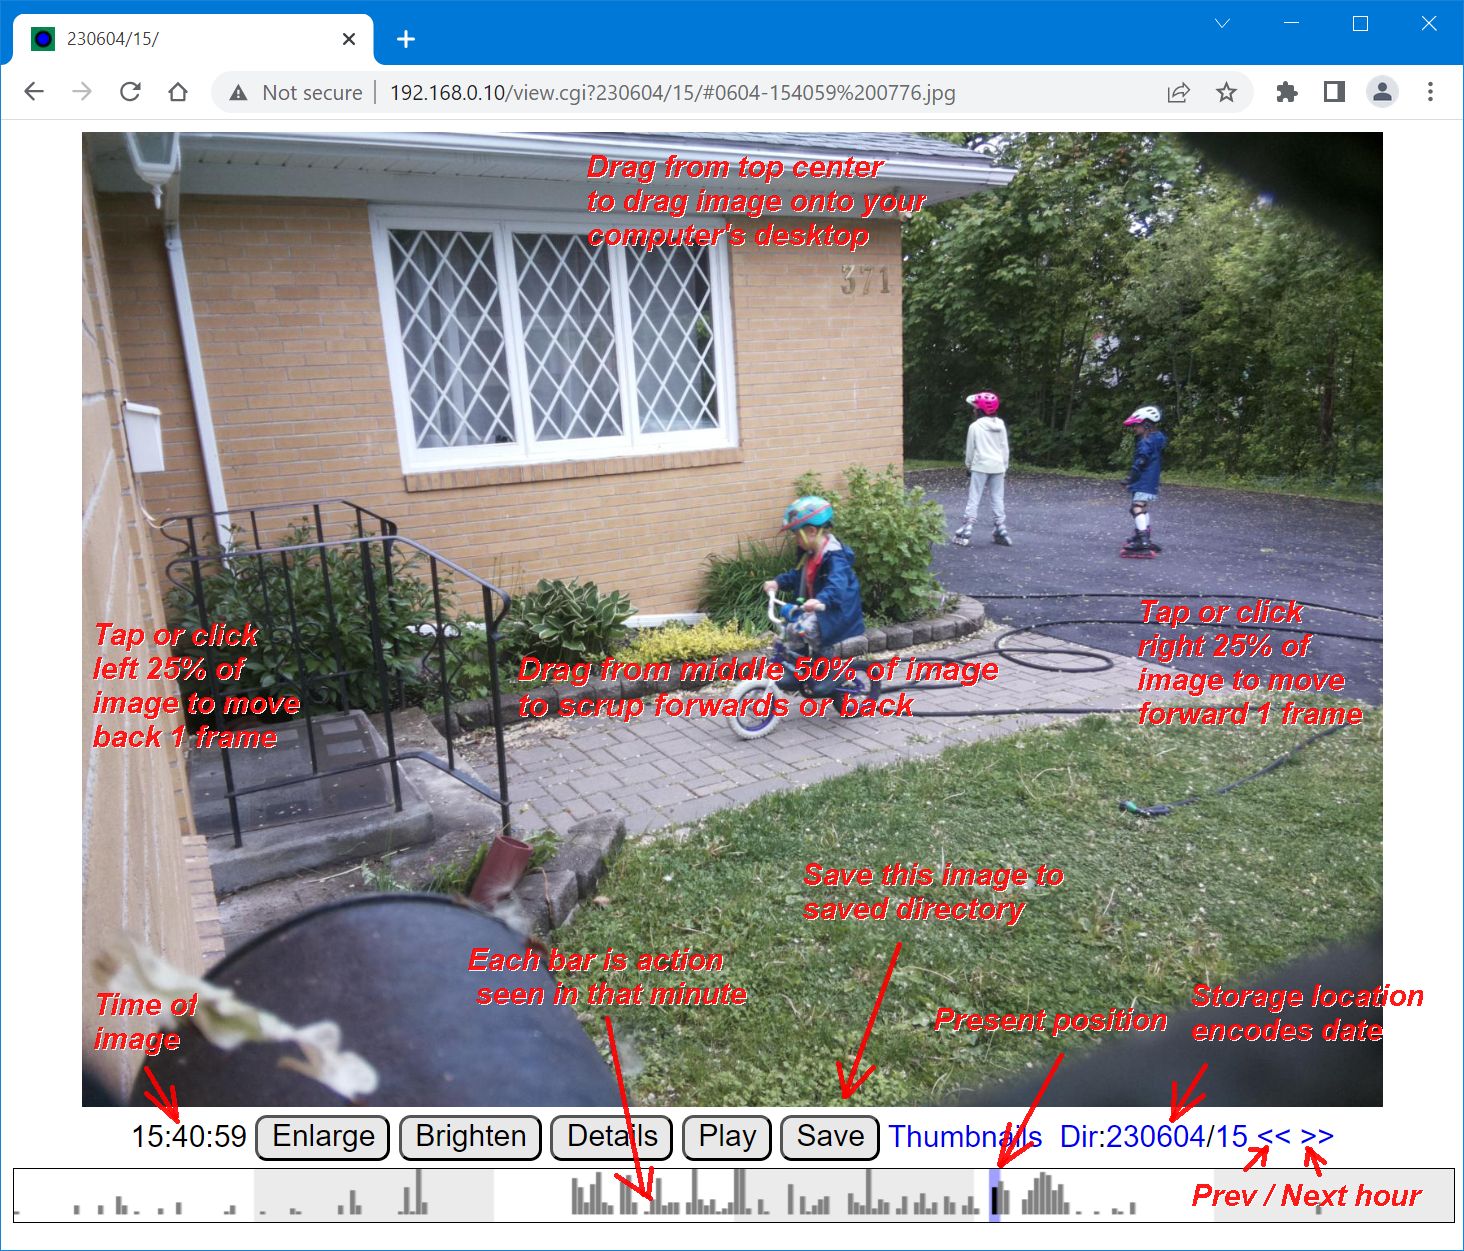 230604/15/
Not secure
192.168.0.10/view.cgi?230604/15/#0604-154059%200776.jpg
Drag from top center
to drag image onto your
computer's desktop
371
Tap or click
left 25% of
image to move
back 1 frame
Drag from middle 50% of image
to scrup forwards or back
Tap or click
right 25% of
image to move
forward 1 frame
Save this image to
saved directory
Each bar is action
seen in that minute
Time of
image
Present position
Storage location
encodes date
15:40:59 Enlarge Brighten Details Play Save Thumbnails Dir:230604/15 << >>
Prev / Next hour